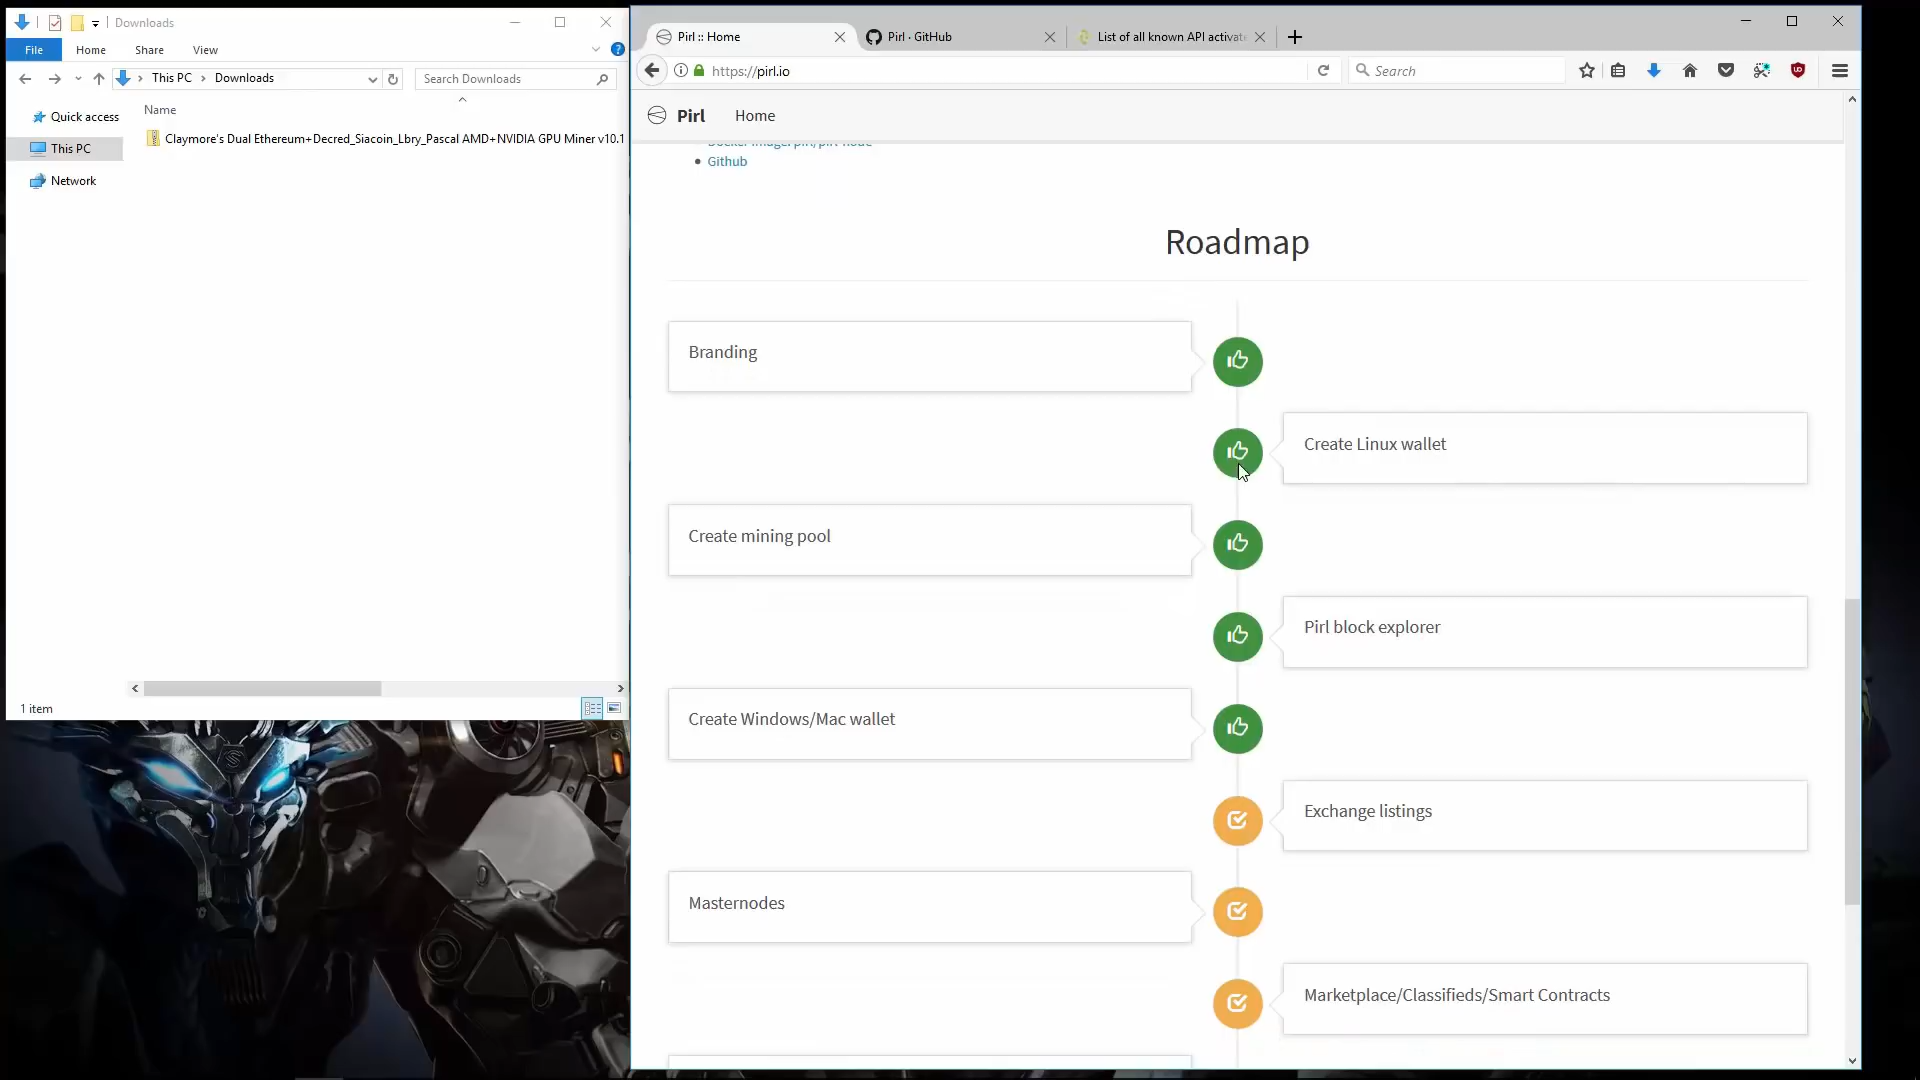 Downloads
File
Home
Share
View
This PC
Downloads
Search Downloads
Quick access
This PC
Network
Name
Claymore's Dual Ethereum+Decred_Siacoin_Lbry_Pascal AMD+NVIDIA GPU Miner v10.1
1 item
Pirl :: Home
Pirl · GitHub
List of all known API activate
https://pirl.io
Search
Pirl
Home
Github
Roadmap
Branding
Create Linux wallet
Create mining pool
Pirl block explorer
Create Windows/Mac wallet
Exchange listings
Masternodes
Marketplace/Classifieds/Smart Contracts